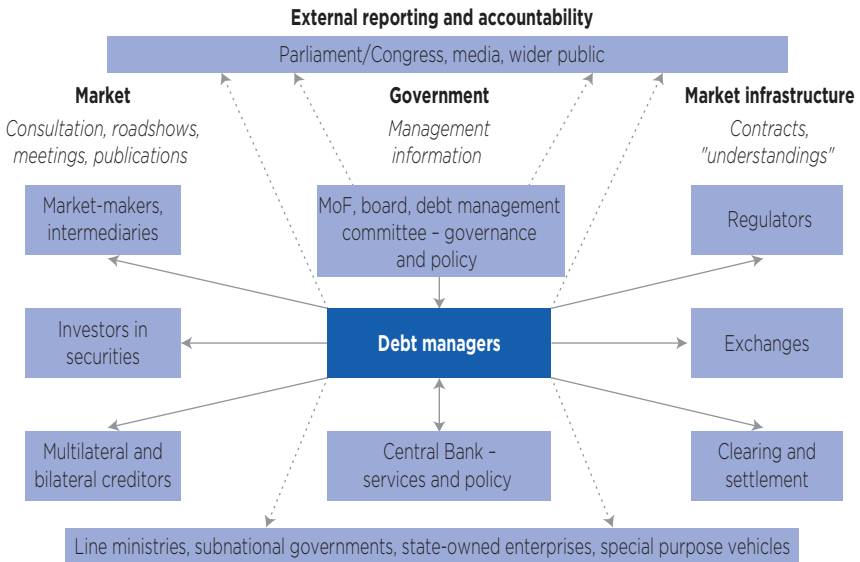 External reporting and accountability
Parliament/Congress, media, wider public
Market
Consultation, roadshows,
meetings, publications
Government
Management
information
Market infrastructure
Contracts,
"understandings"
Market-makers,
intermediaries
MoF, board, debt management
committee – governance
and policy
Regulators
Investors in
securities
Debt managers
Exchanges
Multilateral and
bilateral creditors
Central Bank –
services and policy
Clearing and
settlement
Line ministries, subnational governments, state-owned enterprises, special purpose vehicles